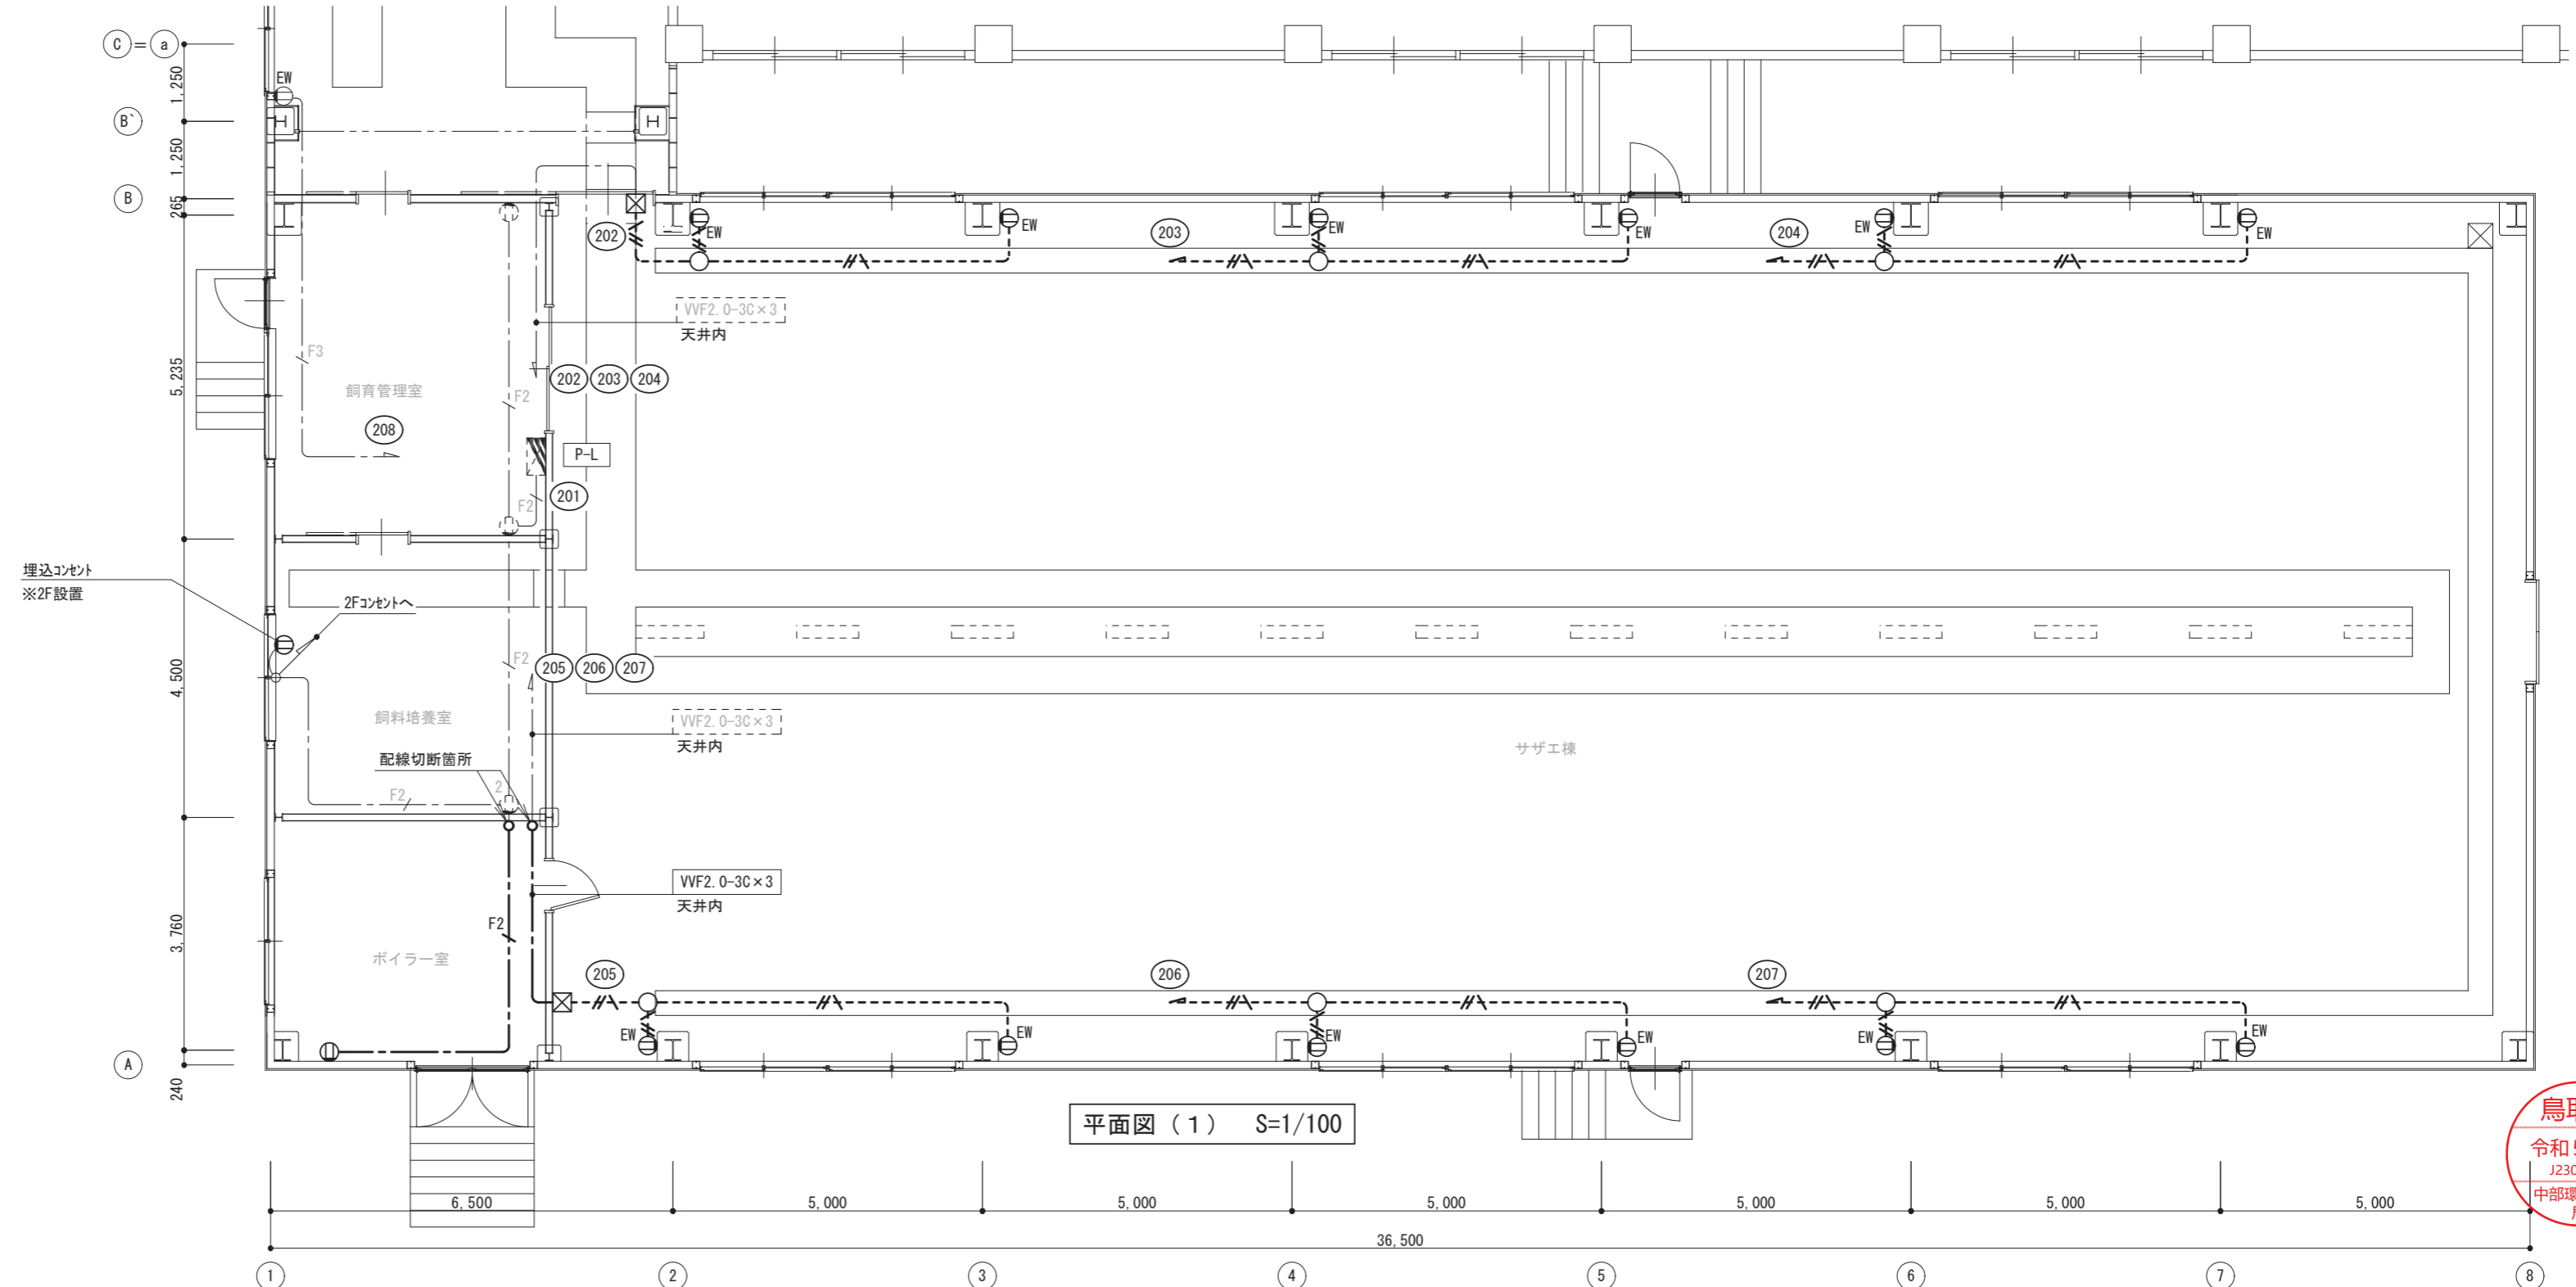 C = a
1,250
EW
B`
1,250
B
265
202
EW
EW
203
EW
EW
204
EW
EW
VVF2.0-3C×3
天井内
F3
5,235
飼育管理室
F2
202 203 204
208
P-L
F2
201
埋込コンセント
※2F設置
2Fコンセントへ
F2
205 206 207
4,500
飼料培養室
VVF2.0-3C×3
天井内
サザエ棟
配線切断箇所
F2
2
VVF2.0-3C×3
天井内
F2
3,760
ボイラー室
205
206
207
EW
EW
EW
EW
EW
EW
A
240
平面図（１） S=1/100
鳥取
令和5
J230
中部環
6,500
5,000
5,000
5,000
5,000
5,000
5,000
36,500
1
2
3
4
5
6
7
8